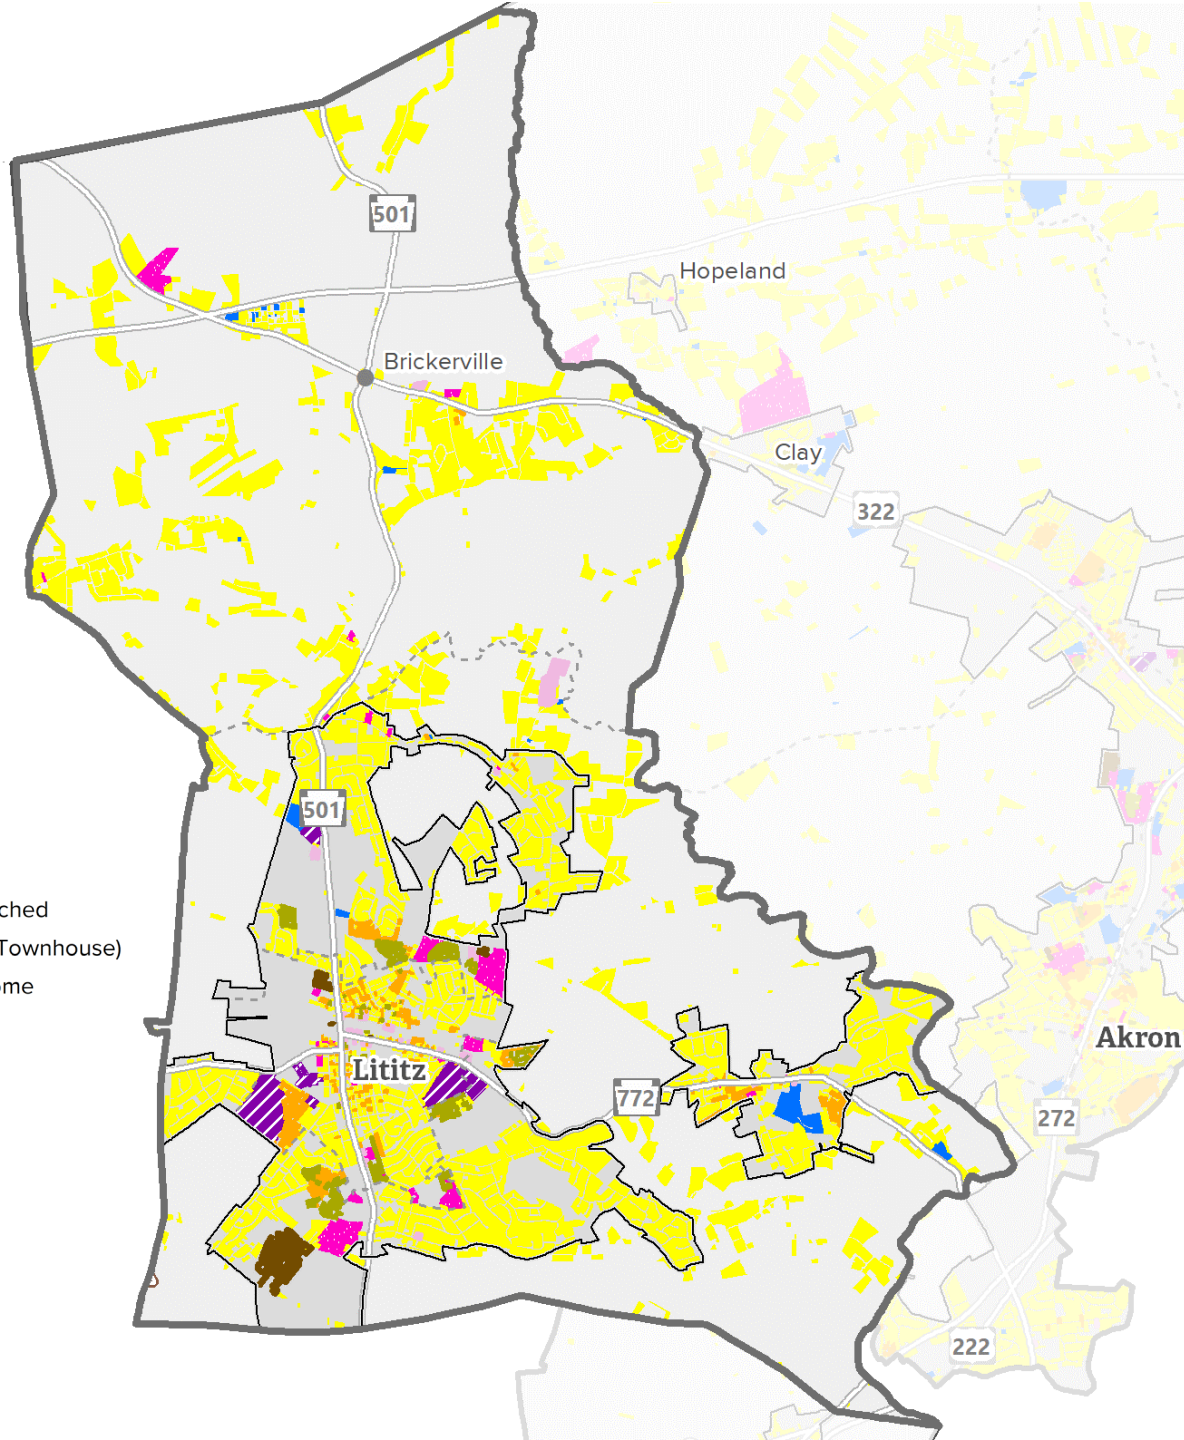 501
Hopeland
Brickerville
Clay
322
501
ched
Townhouse)
me
Akron
Lititz
772
272
222